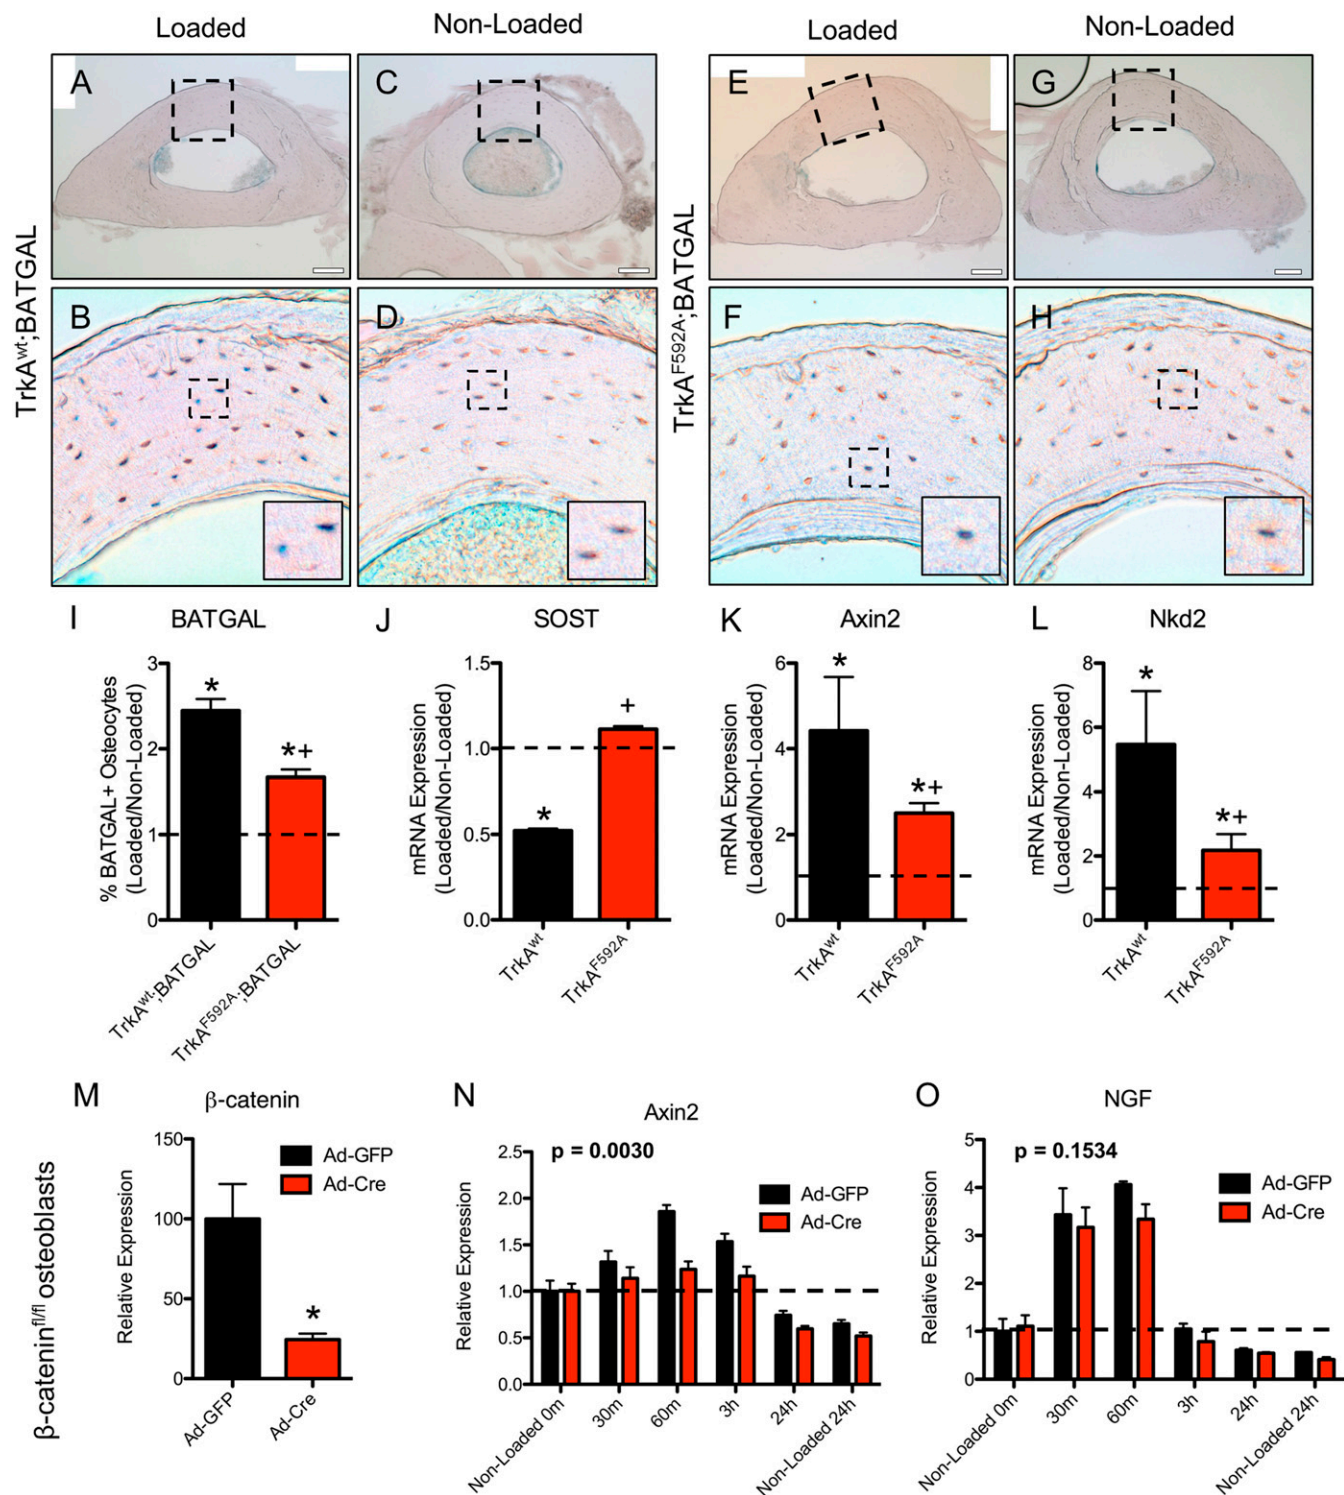 Loaded
Non-Loaded
Loaded
Non-Loaded
TrkA^wt;BATGAL
A
C
B
D
TrkA^F592A;BATGAL
E
G
F
H
I
BATGAL
% BATGAL+ Osteocytes
(Loaded/Non-Loaded)
3
2
1
0
*
*+
TrkA^wt;BATGAL
TrkA^F592A;BATGAL
J
SOST
mRNA Expression
(Loaded/Non-Loaded)
1.5
1.0
0.5
0.0
*
+
TrkA^wt
TrkA^F592A
K
Axin2
mRNA Expression
(Loaded/Non-Loaded)
6
4
2
0
*
*+
TrkA^wt
TrkA^F592A
L
Nkd2
mRNA Expression
(Loaded/Non-Loaded)
8
6
4
2
0
*
*+
TrkA^wt
TrkA^F592A
β-catenin^fl/fl osteoblasts
M
β-catenin
Relative Expression
150
100
50
0
Ad-GFP
Ad-Cre
*
Ad-GFP
Ad-Cre
N
Axin2
p = 0.0030
Relative Expression
2.5
2.0
1.5
1.0
0.5
0.0
Ad-GFP
Ad-Cre
Non-Loaded 0m
30m
60m
3h
24h
Non-Loaded 24h
O
NGF
p = 0.1534
Relative Expression
5
4
3
2
1
0
Ad-GFP
Ad-Cre
Non-Loaded 0m
30m
60m
3h
24h
Non-Loaded 24h